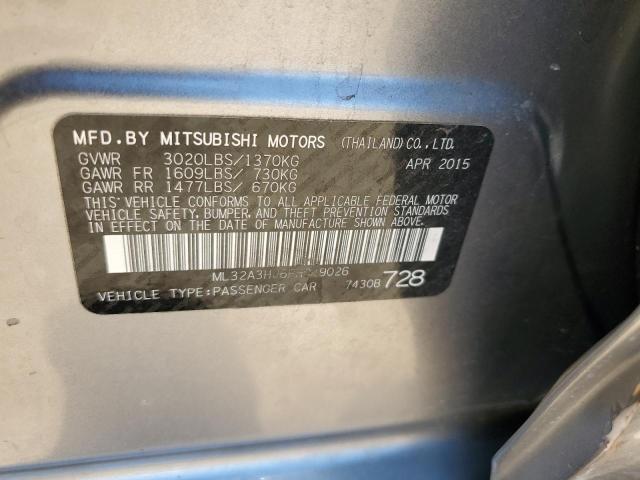 MFD.BY MITSUBISHI MOTORS (THAILAND)CO.,LTD.
GVWR 3020LBS/1370KG APR 2015
GAWR FR 1609LBS/ 730KG
GAWR RR 1477LBS/ 670KG
THIS VEHICLE CONFORMS TO ALL APPLICABLE FEDERAL MOTOR
VEHICLE SAFETY, BUMPER, AND THEFT PREVENTION STANDARDS
IN EFFECT ON THE DATE OF MANUFACTURE SHOWN ABOVE.
VEHICLE TYPE:PASSENGER CAR 7430B 728